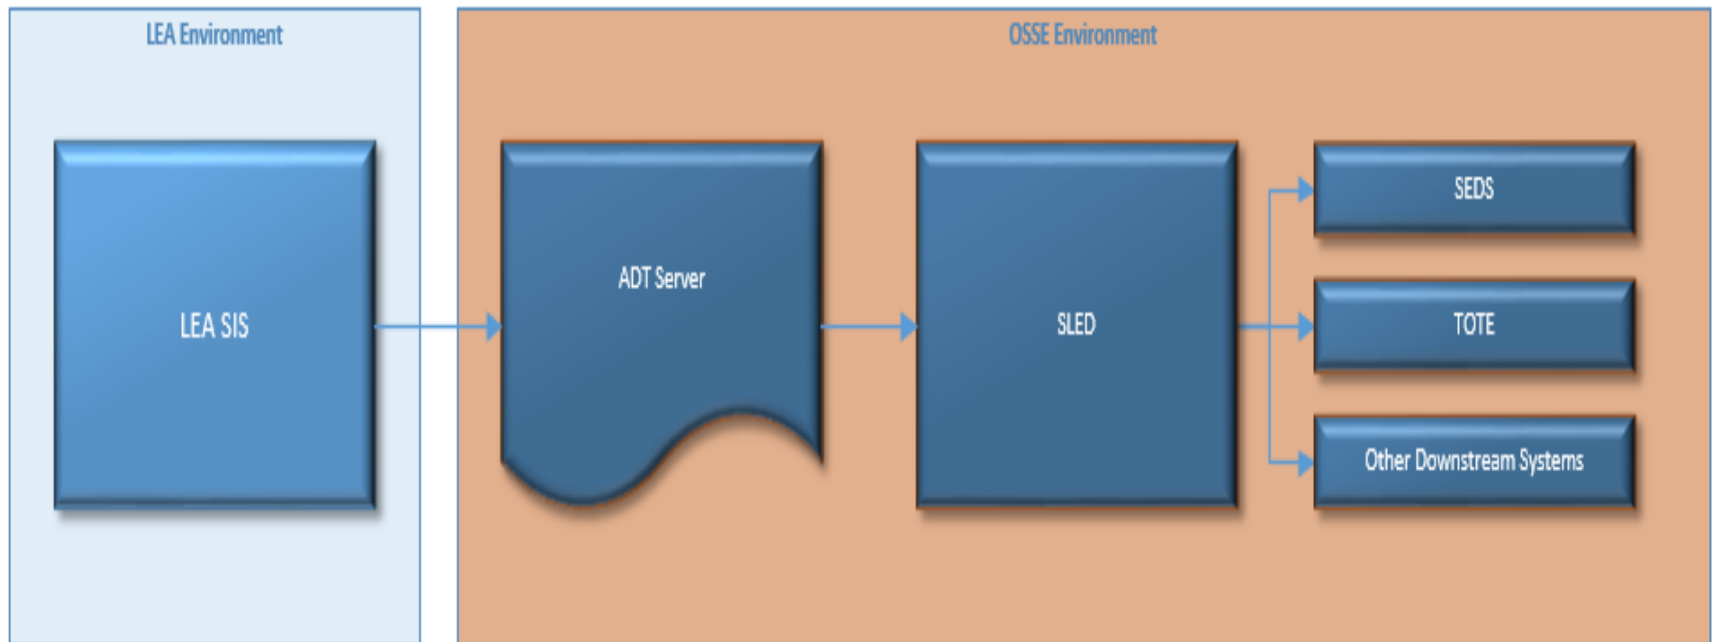 LEA Environment
OSSE Environment
LEA SIS
ADT Server
SLED
SEDS
TOTE
Other Downstream Systems